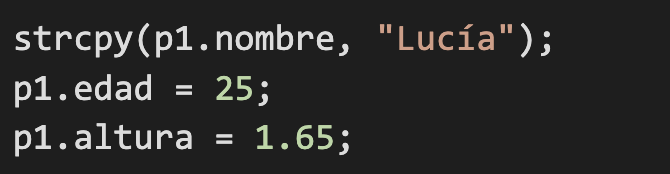 strcpy(p1.nombre, "Lucía");
p1.edad = 25;
p1.altura = 1.65;